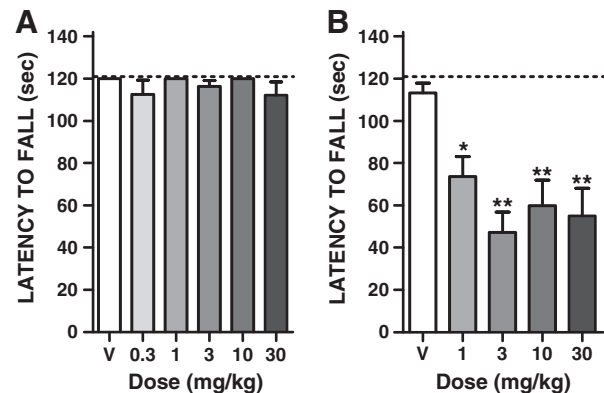 A
LATENCY TO FALL (sec)
140
120
100
80
60
40
20
0
V 0.3 1 3 10 30
Dose (mg/kg)
B
LATENCY TO FALL (sec)
140
120
100
80
60
40
20
0
* ** ** **
V 1 3 10 30
Dose (mg/kg)